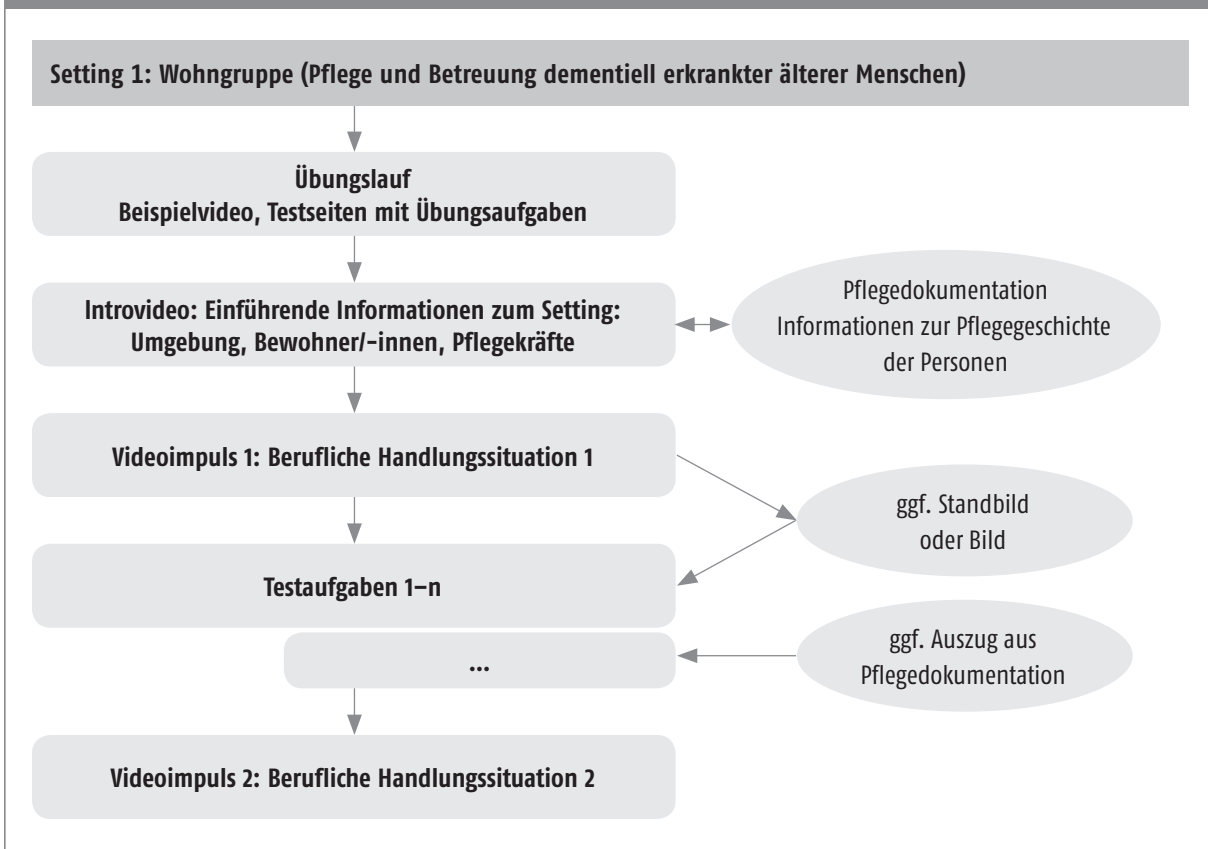 Setting 1: Wohngruppe (Pflege und Betreuung dementiell erkrankter älterer Menschen)
Übungslauf
Beispielvideo, Testseiten mit Übungsaufgaben
Introvideo: Einführende Informationen zum Setting:
Umgebung, Bewohner/-innen, Pflegekräfte
Pflegedokumentation
Informationen zur Pflegegeschichte
der Personen
Videoimpuls 1: Berufliche Handlungssituation 1
ggf. Standbild
oder Bild
Testaufgaben 1–n
...
ggf. Auszug aus
Pflegedokumentation
Videoimpuls 2: Berufliche Handlungssituation 2